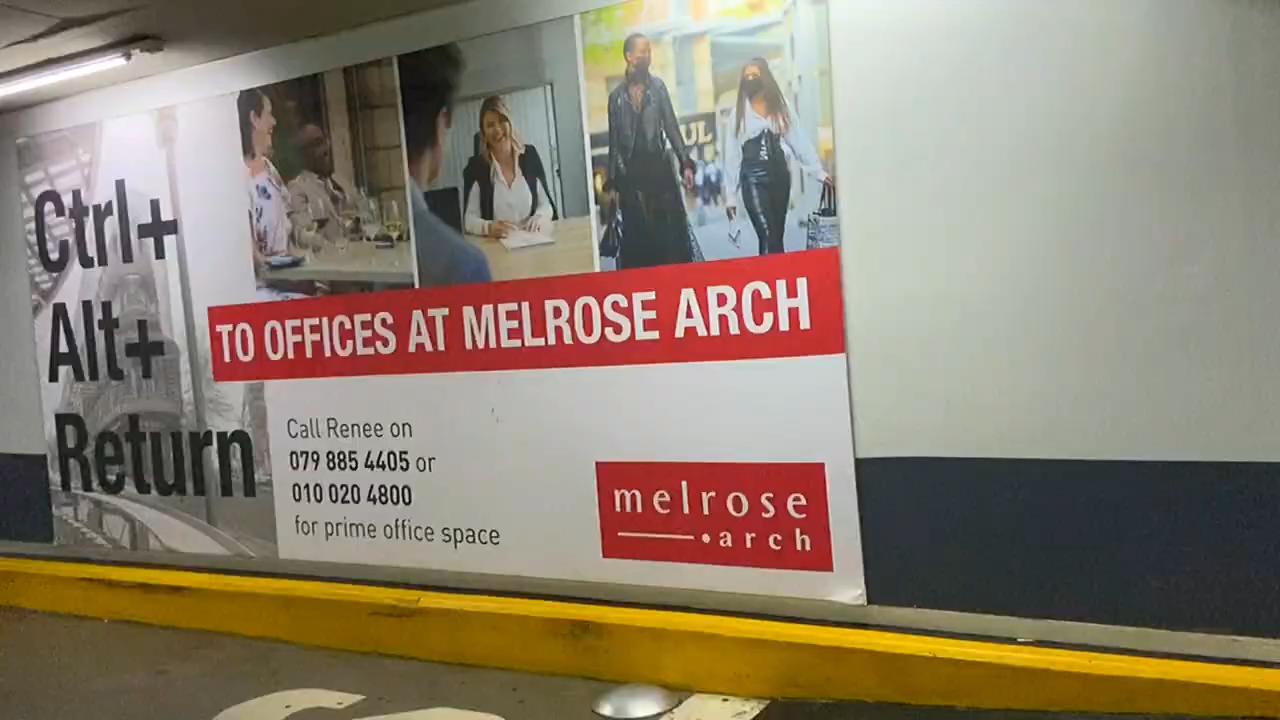 Ctrl+
Alt+
Return
TO OFFICES AT MELROSE ARCH
Call Renee on
079 885 4405 or
010 020 4800
for prime office space
melrose
arch